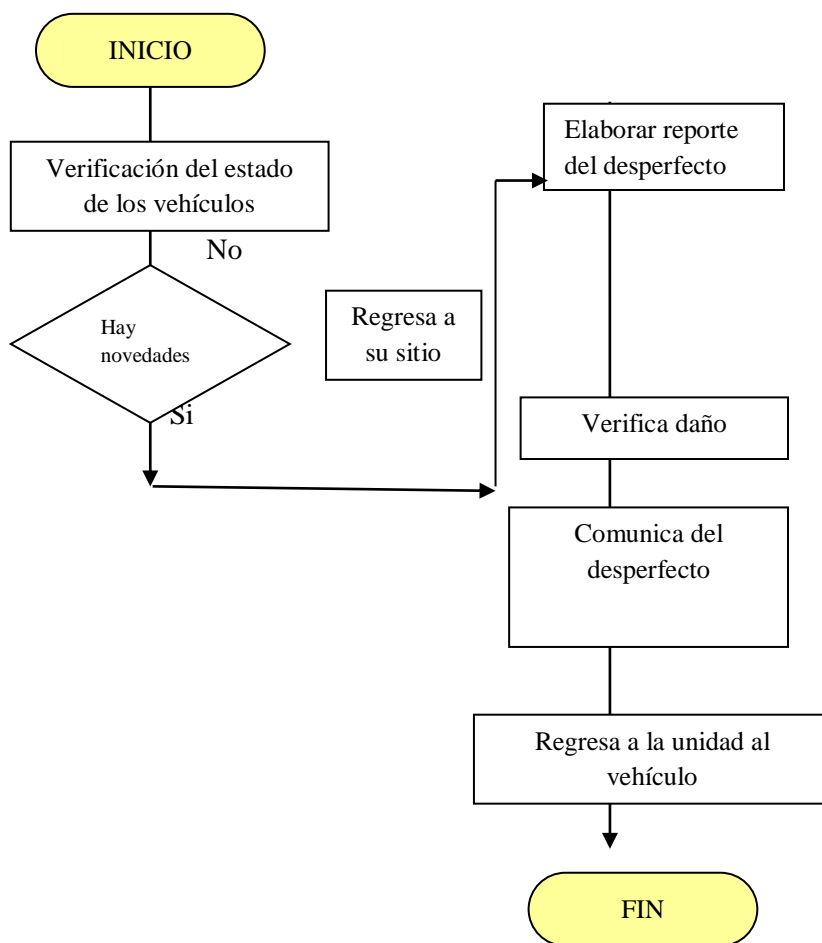 INICIO
Verificación del estado
de los vehículos
No
Hay
novedades
Si
Regresa a
su sitio
Elaborar reporte
del desperfecto
Verifica daño
Comunica del
desperfecto
Regresa a la unidad al
vehículo
FIN